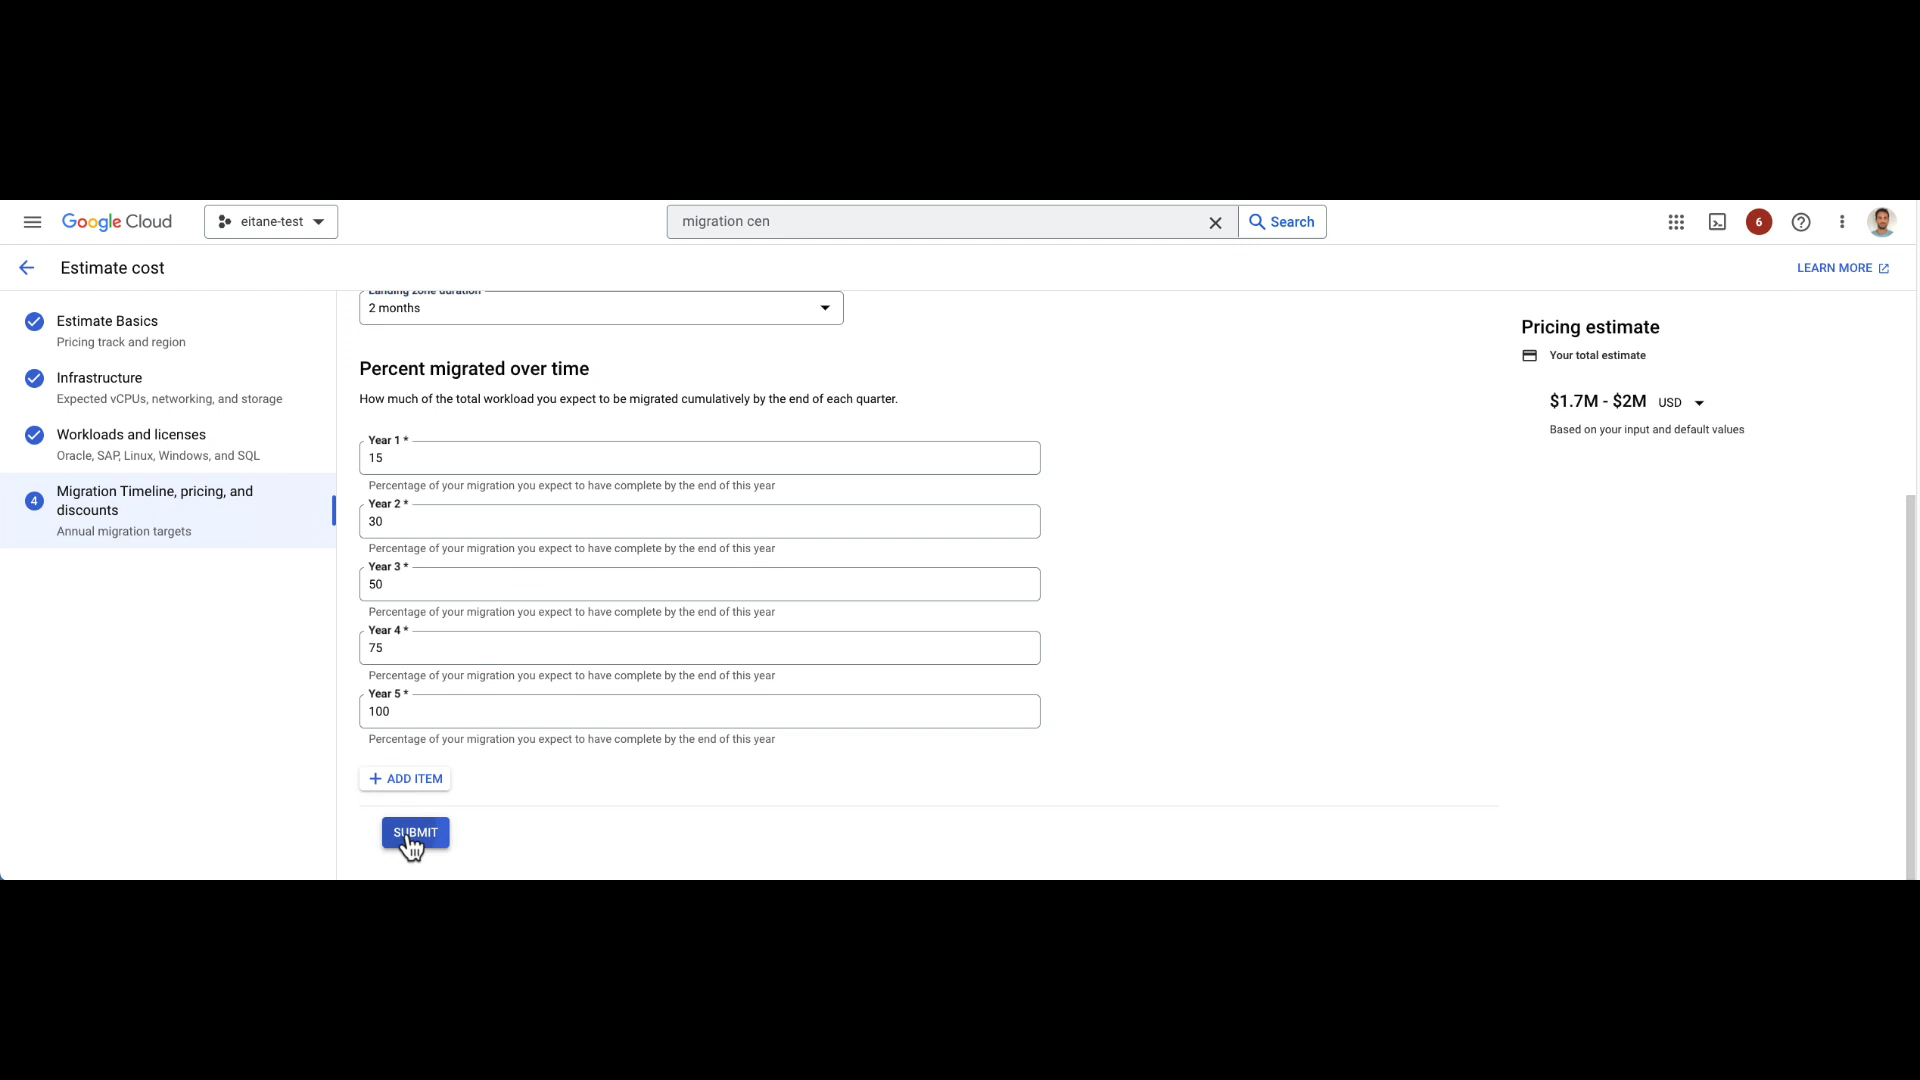 Google Cloud
eitane-test
migration cen
Search
6
Estimate cost
LEARN MORE
Estimate Basics
Pricing track and region
Infrastructure
Expected vCPUs, networking, and storage
Workloads and licenses
Oracle, SAP, Linux, Windows, and SQL
4
Migration Timeline, pricing, and
discounts
Annual migration targets
Landing zone duration
2 months
Percent migrated over time
How much of the total workload you expect to be migrated cumulatively by the end of each quarter.
Year 1 *
15
Percentage of your migration you expect to have complete by the end of this year
Year 2 *
30
Percentage of your migration you expect to have complete by the end of this year
Year 3 *
50
Percentage of your migration you expect to have complete by the end of this year
Year 4 *
75
Percentage of your migration you expect to have complete by the end of this year
Year 5 *
100
Percentage of your migration you expect to have complete by the end of this year
+ ADD ITEM
SUBMIT
Pricing estimate
Your total estimate
$1.7M - $2M USD
Based on your input and default values